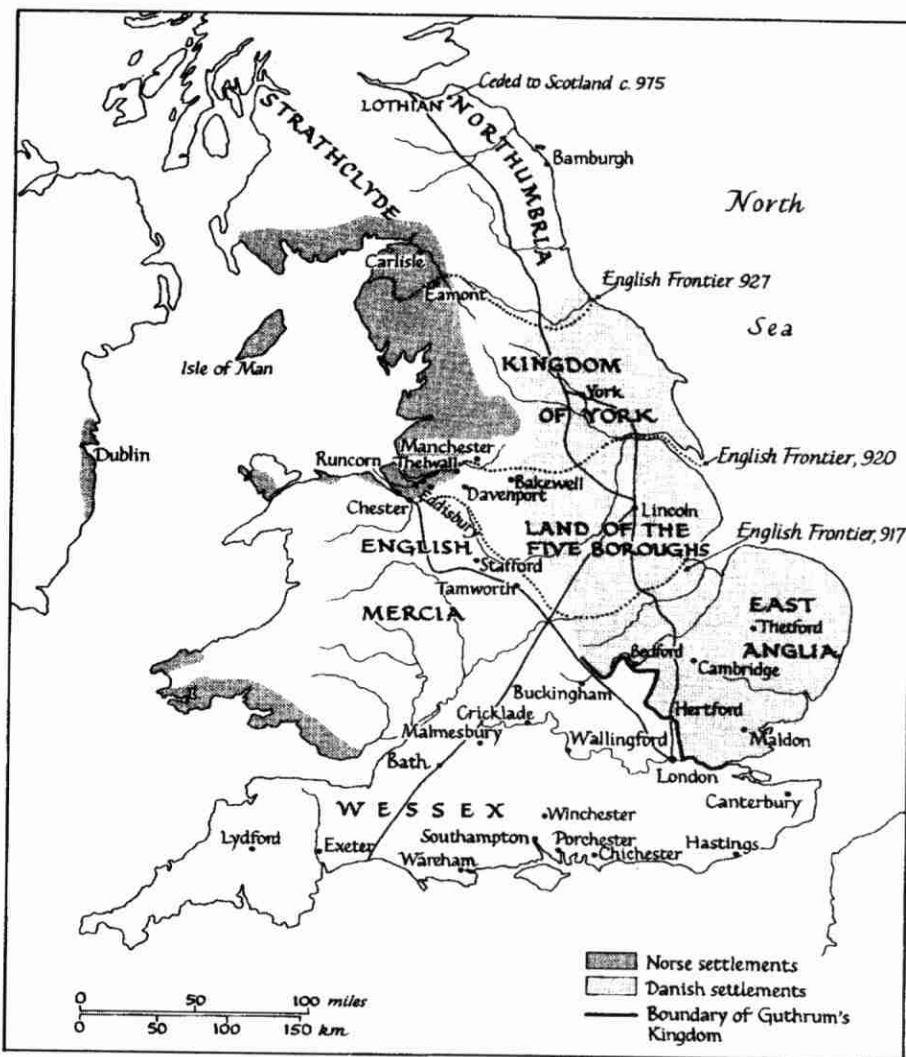 Ceded to Scotland c. 975
LOTHIAN
NORTHUMBRIA
STRATHCLYDE
Bamburgh
North
Sea
Carlisle
Eamont
English Frontier 927
Isle of Man
KINGDOM
OF YORK
York
Dublin
Manchester
Runcorn
Thelwall
Bakewell
English Frontier, 920
Chester
Eddisbury
Davenport
Lincoln
LAND OF THE
FIVE BOROUGHS
English Frontier, 917
ENGLISH
MERCIA
Stafford
Tamworth
EAST
ANGLIA
Thetford
Bedford
Cambridge
Buckingham
Hertford
Cricklade
Malmesbury
Wallingford
Maldon
Bath
London
Canterbury
WESSEX
Winchester
Lydford
Exeter
Southampton
Porchester
Hastings
Wareham
Chichester
Norse settlements
Danish settlements
Boundary of Guthrum's
Kingdom
0 50 100 miles
0 50 100 150 km